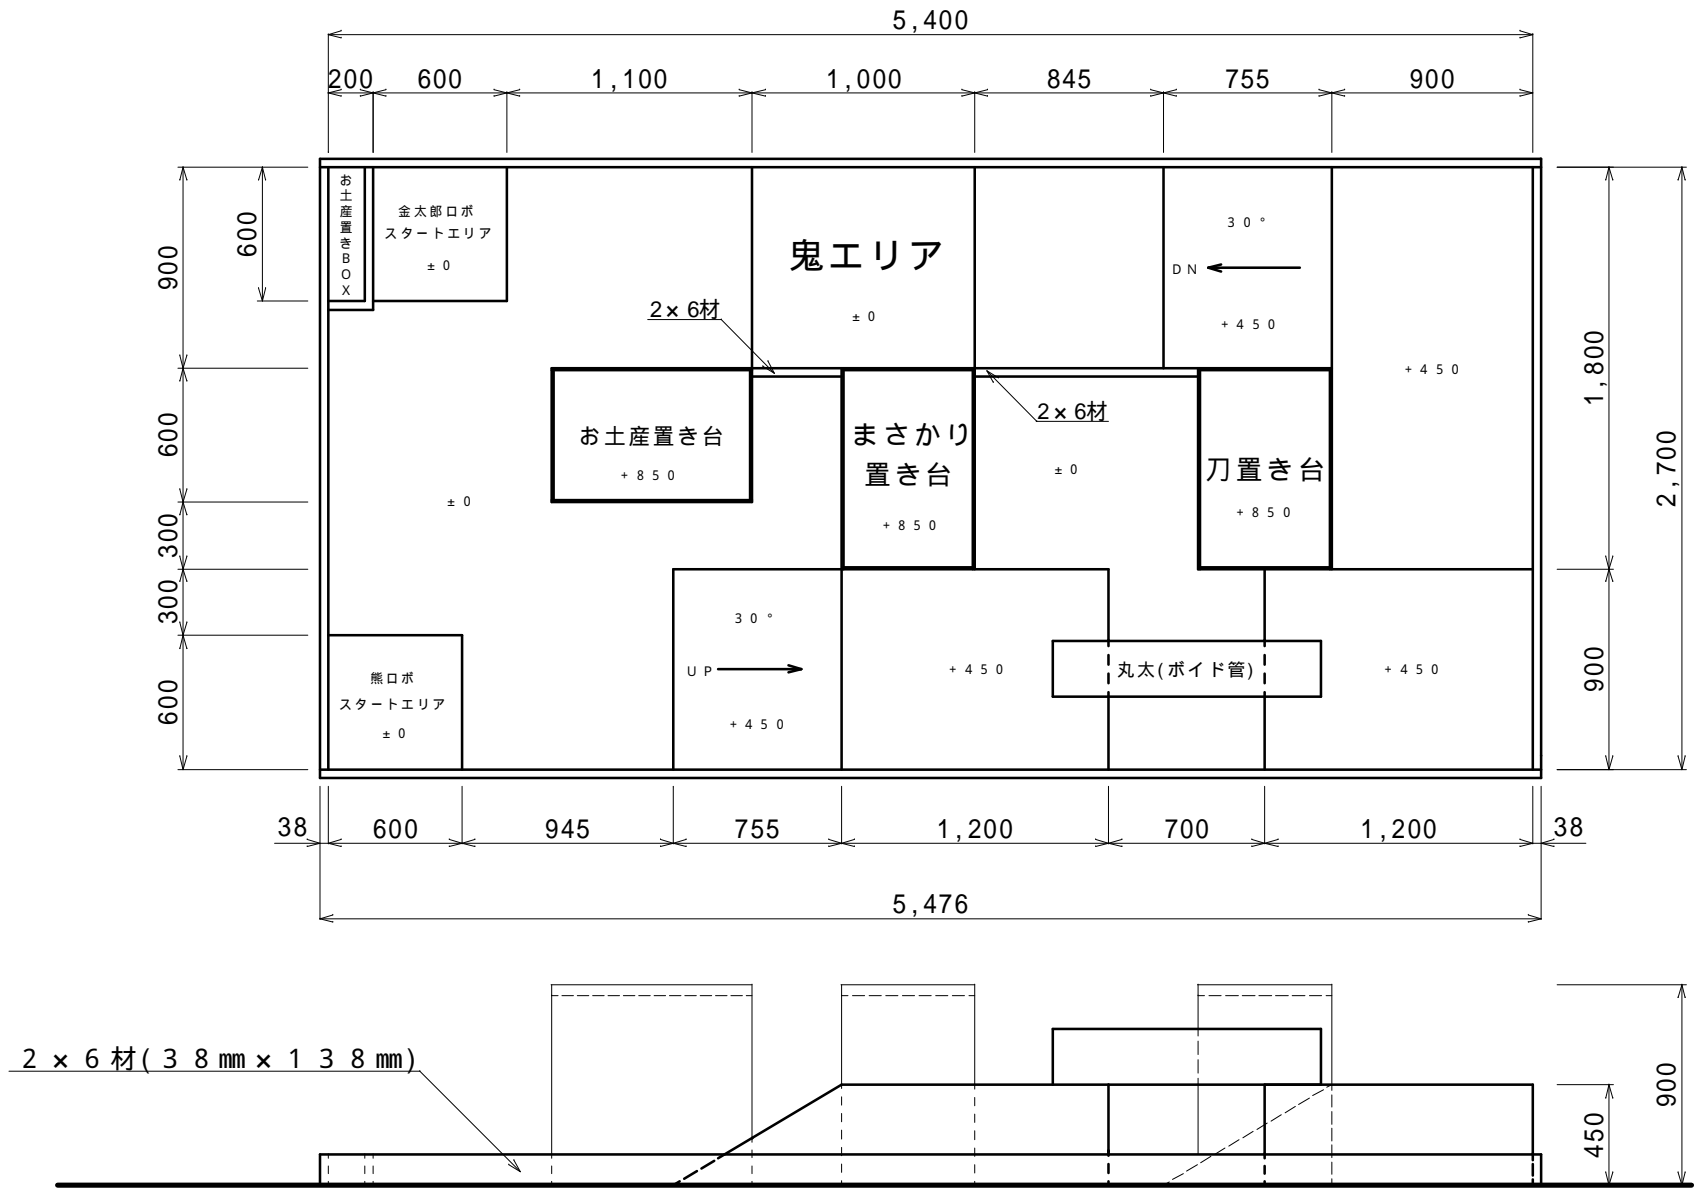 5,400
200 600 1,100 1,000 845 755 900
お土産置きBOX
金太郎ロボ
スタートエリア
±0
鬼エリア
±0
30°
DN
+450
+450
600
900
2×6材
2×6材
お土産置き台
+850
まさかり
置き台
+850
±0
刀置き台
+850
±0
600
300
300
600
1,800
2,700
900
熊ロボ
スタートエリア
±0
30°
UP
+450
+450
丸太(ボイド管)
+450
38 600 945 755 1,200 700 1,200 38
5,476
2×6材(38㎜×138㎜)
450
900